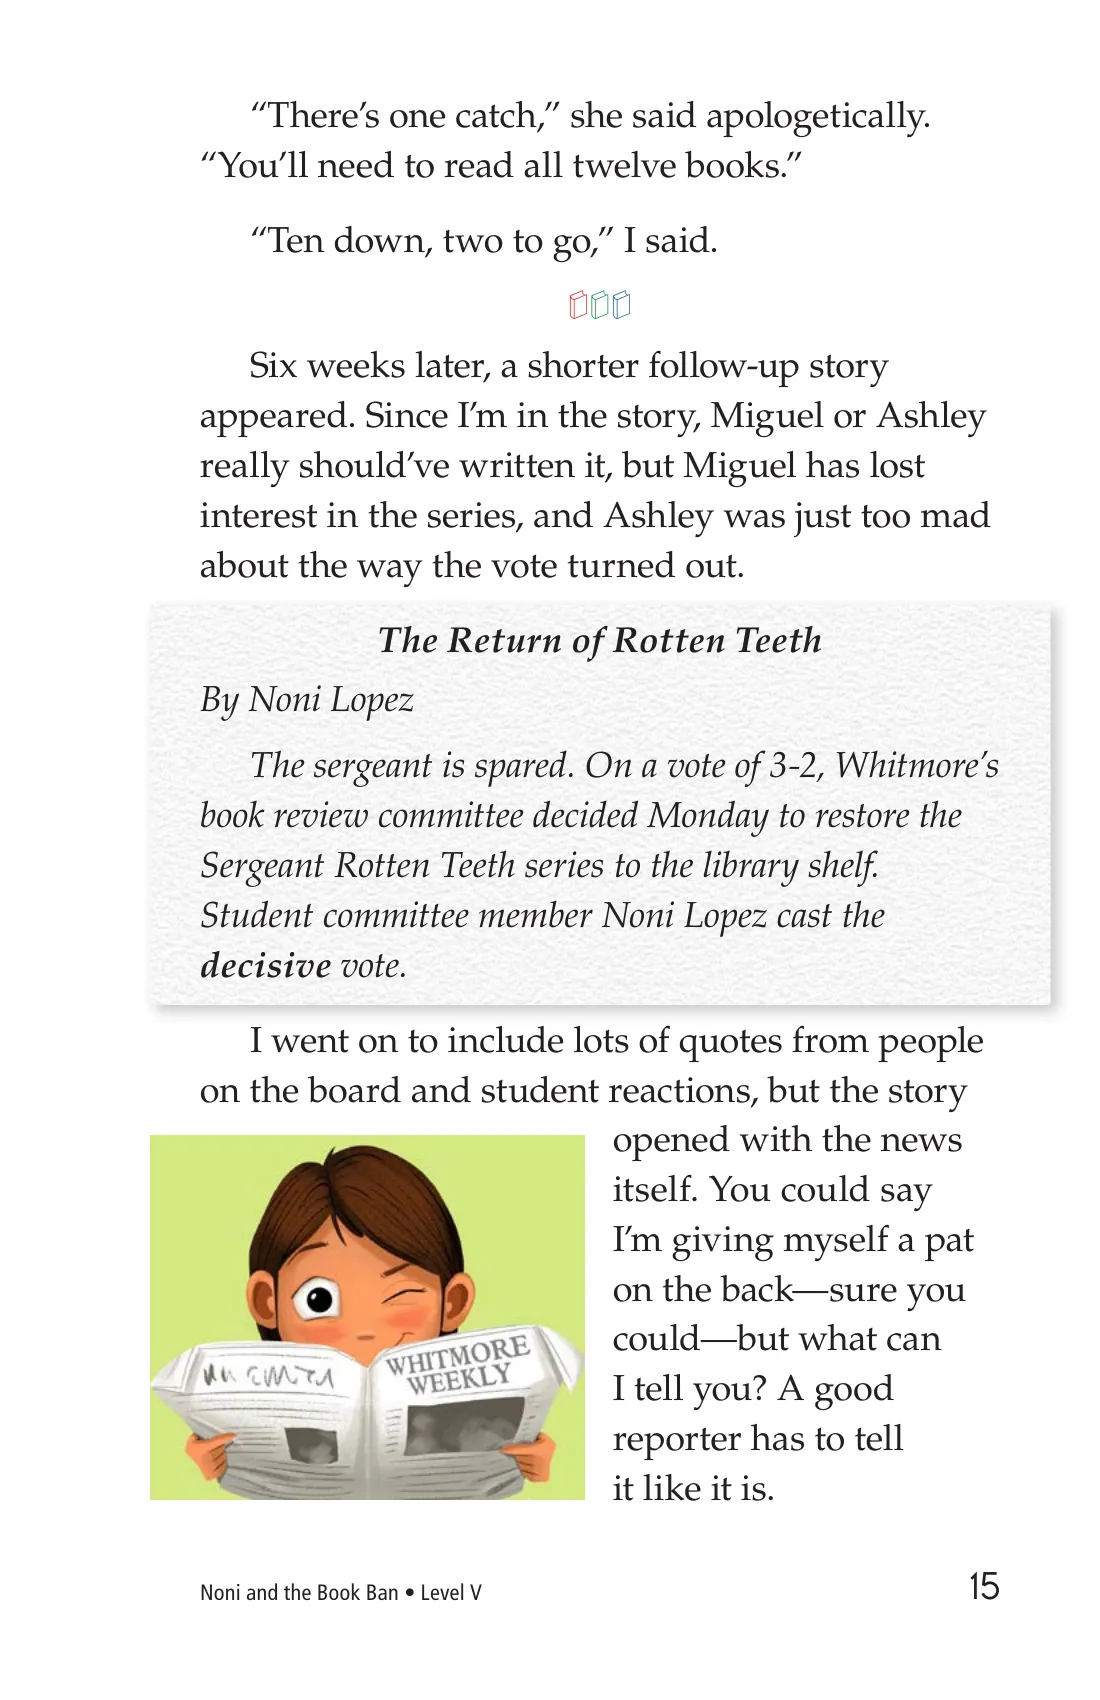 “There’s one catch,” she said apologetically.
“You’ll need to read all twelve books.”
“Ten down, two to go,” I said.
Six weeks later, a shorter follow-up story
appeared. Since I’m in the story, Miguel or Ashley
really should’ve written it, but Miguel has lost
interest in the series, and Ashley was just too mad
about the way the vote turned out.
The Return of Rotten Teeth
By Noni Lopez
The sergeant is spared. On a vote of 3-2, Whitmore’s
book review committee decided Monday to restore the
Sergeant Rotten Teeth series to the library shelf.
Student committee member Noni Lopez cast the
decisive vote.
I went on to include lots of quotes from people
on the board and student reactions, but the story
opened with the news
itself. You could say
I’m giving myself a pat
on the back—sure you
could—but what can
I tell you? A good
reporter has to tell
it like it is.
WHITMORE
WEEKLY
Noni and the Book Ban • Level V
15